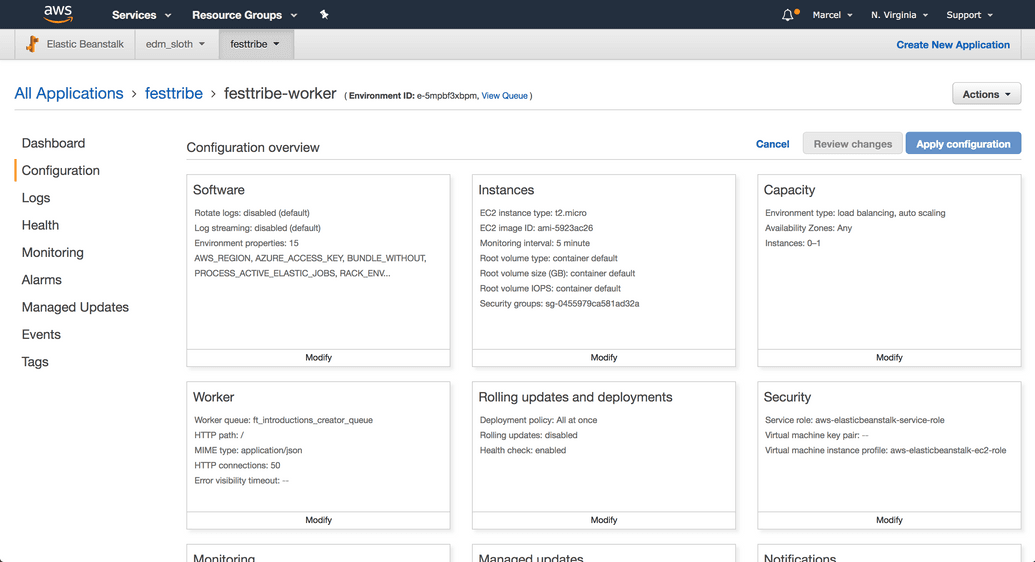 aws Services Resource Groups Marcel N. Virginia Support
Elastic Beanstalk edm_sloth festtribe Create New Application
All Applications > festtribe > festtribe-worker ( Environment ID: e-5mpbf3xbpm, View Queue ) Actions
Dashboard
Configuration
Logs
Health
Monitoring
Alarms
Managed Updates
Events
Tags
Configuration overview Cancel Review changes Apply configuration
Software
Rotate logs: disabled (default)
Log streaming: disabled (default)
Environment properties: 15
AWS_REGION, AZURE_ACCESS_KEY, BUNDLE_WITHOUT,
PROCESS_ACTIVE_ELASTIC_JOBS, RACK_ENV...
Modify
Instances
EC2 instance type: t2.micro
EC2 image ID: ami-5923ac26
Monitoring interval: 5 minute
Root volume type: container default
Root volume size (GB): container default
Root volume IOPS: container default
Security groups: sg-0455979ca581ad32a
Modify
Capacity
Environment type: load balancing, auto scaling
Availability Zones: Any
Instances: 0–1
Modify
Worker
Worker queue: ft_introductions_creator_queue
HTTP path: /
MIME type: application/json
HTTP connections: 50
Error visibility timeout: --
Modify
Rolling updates and deployments
Deployment policy: All at once
Rolling updates: disabled
Health check: enabled
Modify
Security
Service role: aws-elasticbeanstalk-service-role
Virtual machine key pair: --
Virtual machine instance profile: aws-elasticbeanstalk-ec2-role
Modify
Monitoring
Managed updates
Notifications